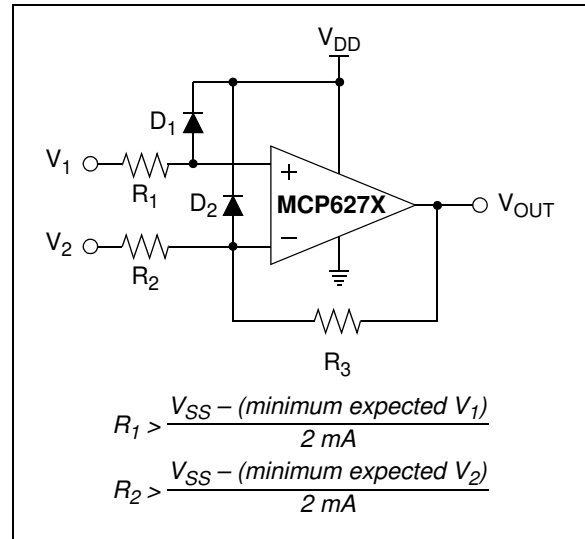 V_DD
D_1
V_1
R_1
+
MCP627X
V_OUT
D_2
V_2
–
R_2
R_3
R_1 > V_SS – (minimum expected V_1) / 2 mA
R_2 > V_SS – (minimum expected V_2) / 2 mA